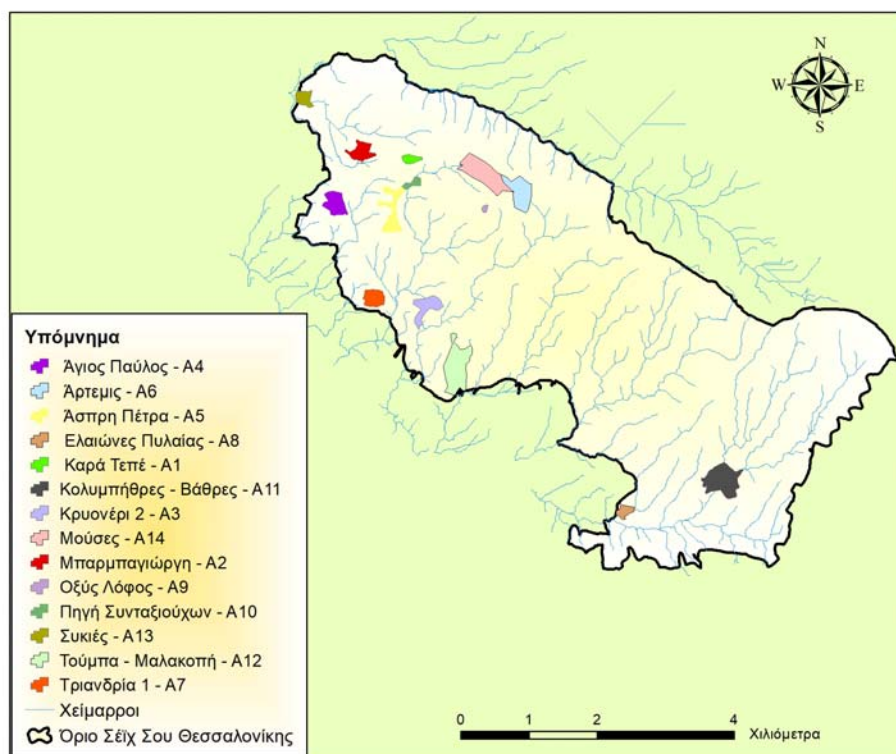 N
W E
S
Υπόμνημα
Άγιος Παύλος - Α4
Άρτεμις - Α6
Άσπρη Πέτρα - Α5
Ελαιώνες Πυλαίας - Α8
Καρά Τεπέ - Α1
Κολυμπήθρες - Βάθρες - Α11
Κρυονέρι 2 - Α3
Μούσες - Α14
Μπαρμπαγιώργη - Α2
Οξύς Λόφος - Α9
Πηγή Συνταξιούχων - Α10
Συκιές - Α13
Τούμπα - Μαλακοπή - Α12
Τριανδρία 1 - Α7
Χείμαρροι
Όριο Σέϊχ Σου Θεσσαλονίκης
0 1 2 4
Χιλιόμετρα